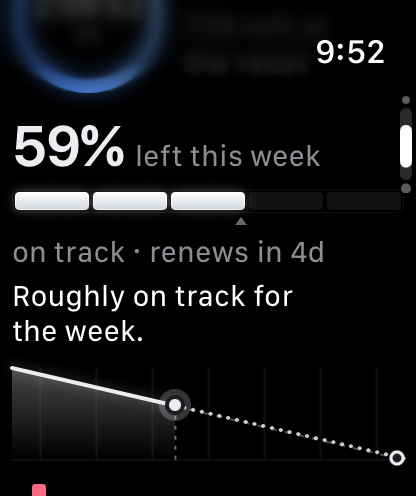 9:52
59% left this week
on track · renews in 4d
Roughly on track for
the week.